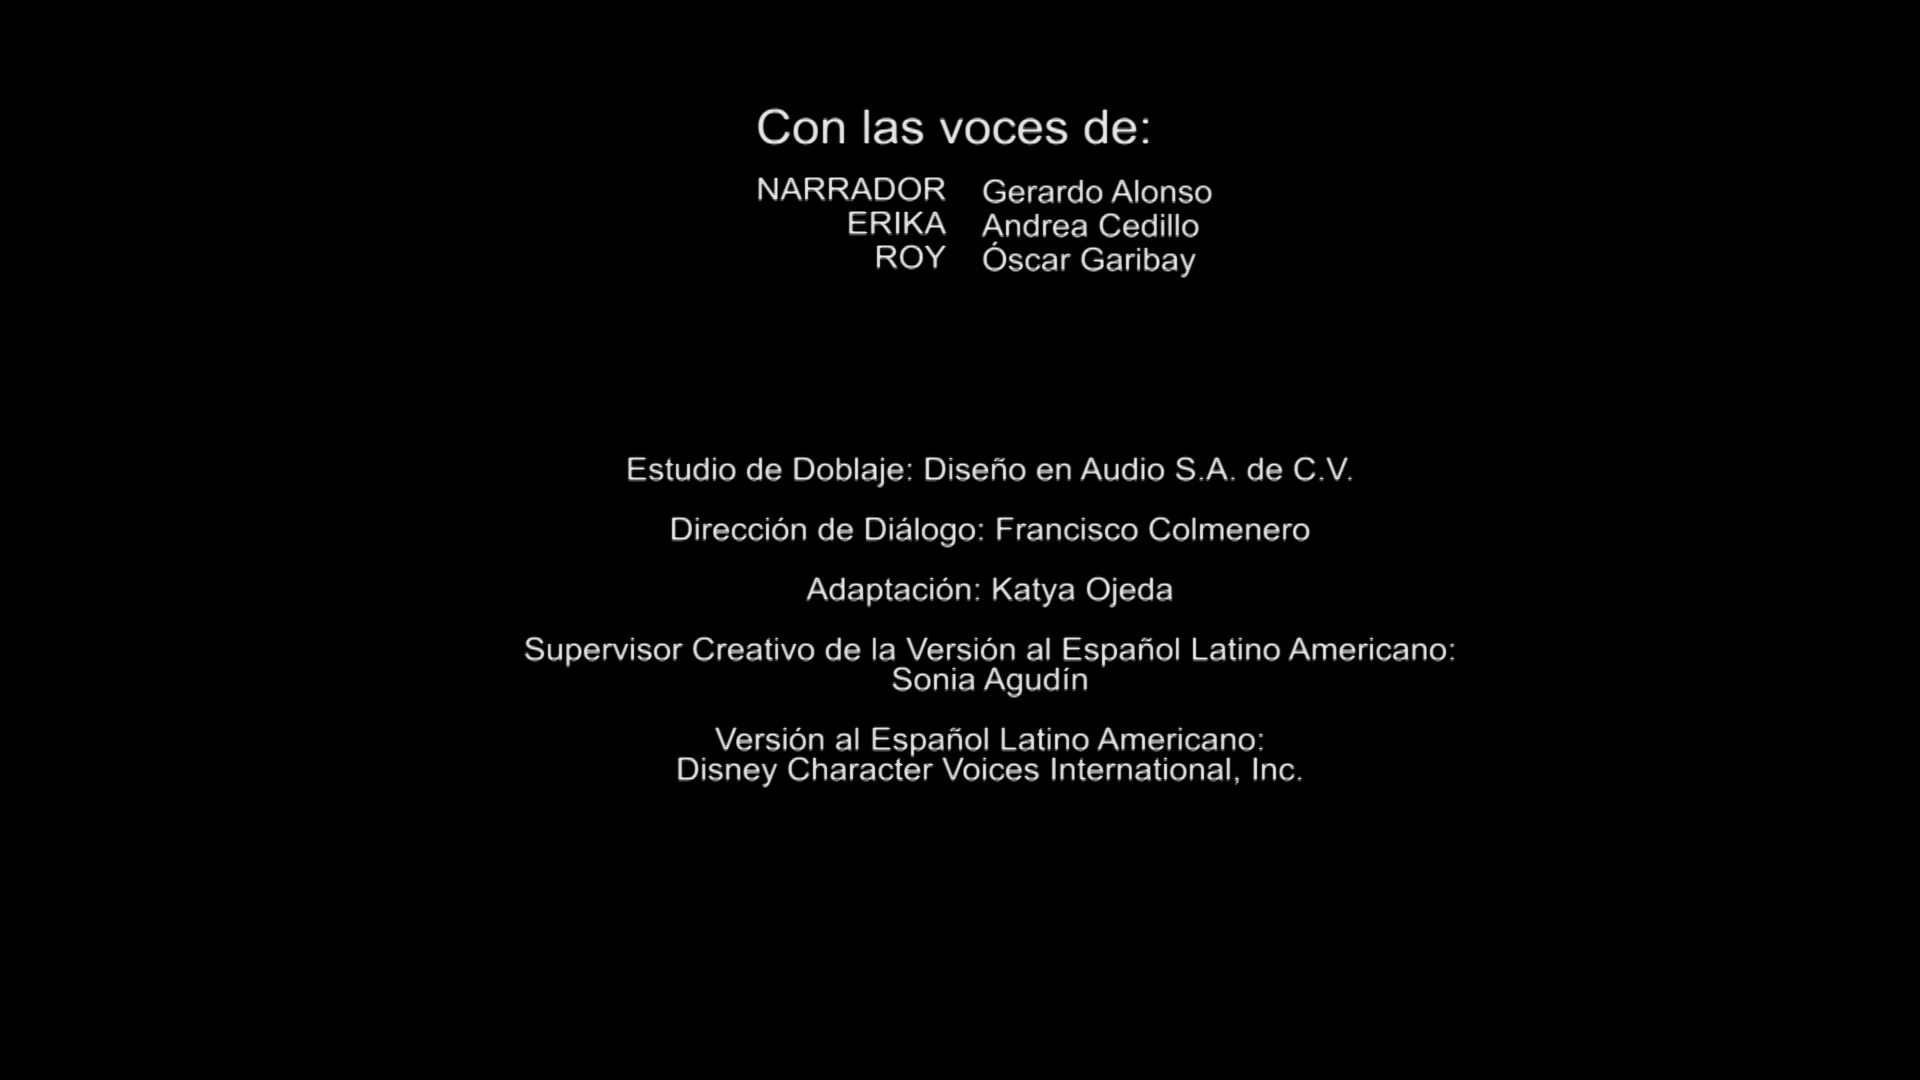 Con las voces de:
NARRADOR Gerardo Alonso
ERIKA Andrea Cedillo
ROY Óscar Garibay
Estudio de Doblaje: Diseño en Audio S.A. de C.V.
Dirección de Diálogo: Francisco Colmenero
Adaptación: Katya Ojeda
Supervisor Creativo de la Versión al Español Latino Americano:
Sonia Agudín
Versión al Español Latino Americano:
Disney Character Voices International, Inc.